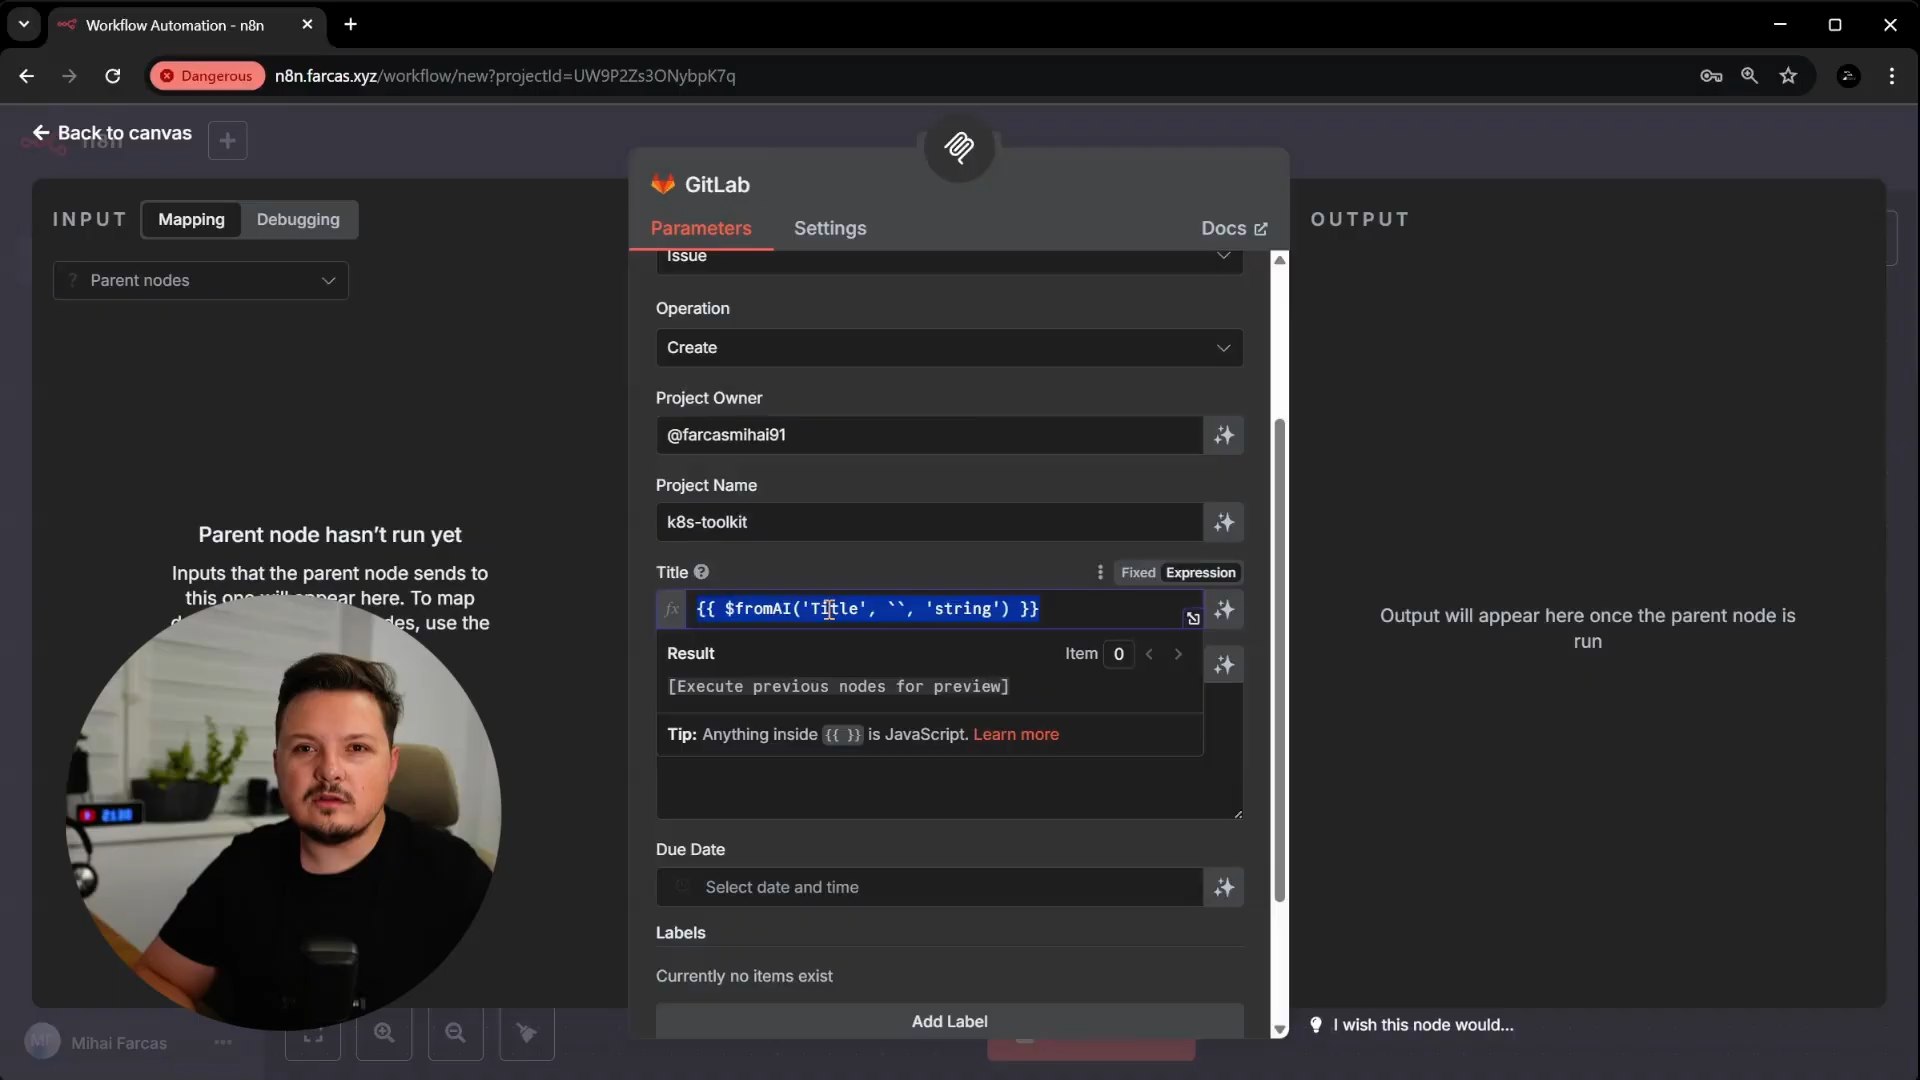 Workflow Automation - n8n
Dangerous
n8n.farcas.xyz/workflow/new?projectId=UW9P2Zs3ONybpK7q
Back to canvas
n8n
GitLab
Parameters
Settings
Docs
INPUT
Mapping
Debugging
Parent nodes
Parent node hasn't run yet
Inputs that the parent node sends to
this one will appear here. To map
des, use the
Issue
Operation
Create
Project Owner
@farcasmihai91
Project Name
k8s-toolkit
Title
Fixed
Expression
fx
{{ $fromAI('Title', ``, 'string') }}
Result
Item 0
[Execute previous nodes for preview]
Tip: Anything inside {{ }} is JavaScript. Learn more
Due Date
Select date and time
Labels
Currently no items exist
Add Label
OUTPUT
Output will appear here once the parent node is
run
I wish this node would...
MF
Mihai Farcas